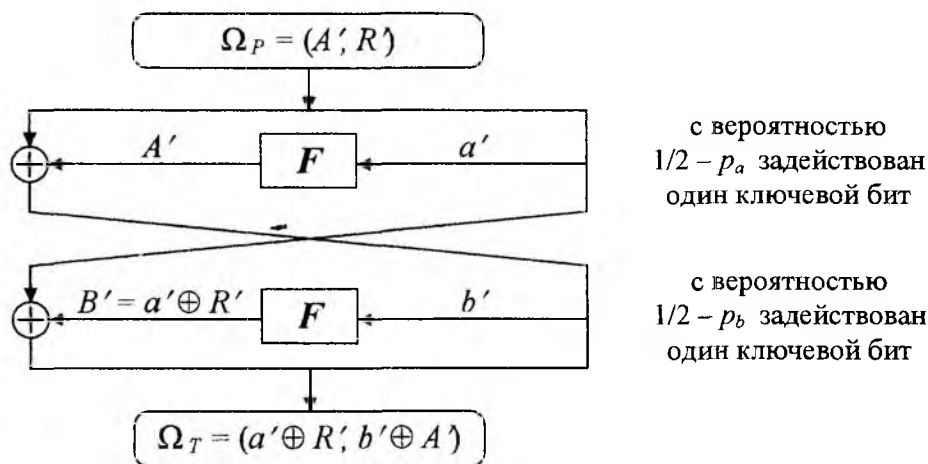 Ω_P = (A′, R′)
A′ F a′
с вероятностью
1/2 – p_a задействован
один ключевой бит
B′ = a′ ⊕ R′ F b′
с вероятностью
1/2 – p_b задействован
один ключевой бит
Ω_T = (a′ ⊕ R′, b′ ⊕ A′)